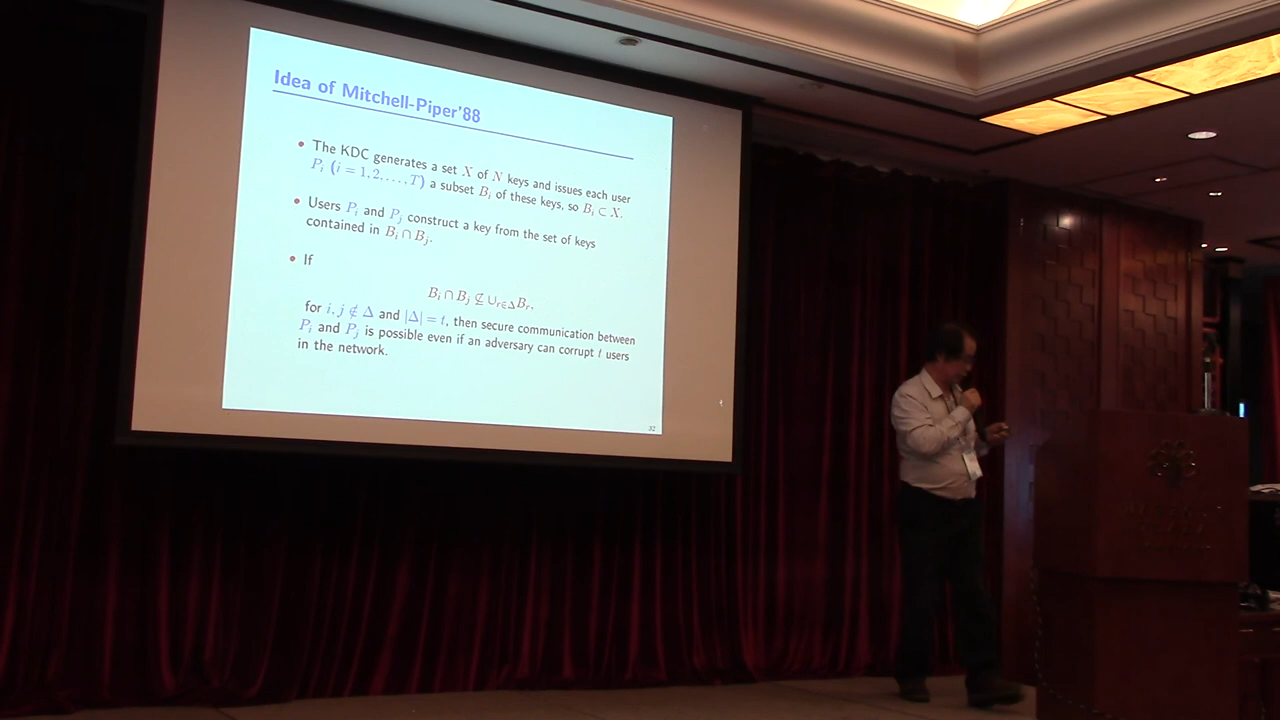 Idea of Mitchell-Piper'88
• The KDC generates a set X of N keys and issues each user
P_i (i = 1, 2, . . . , T) a subset B_i of these keys, so B_i ⊂ X.
• Users P_i and P_j construct a key from the set of keys
contained in B_i ∩ B_j.
• If
B_i ∩ B_j ⊈ ∪_{r∈Δ} B_r.
for i, j ∉ Δ and |Δ| = t, then secure communication between
P_i and P_j is possible even if an adversary can corrupt t users
in the network.
32